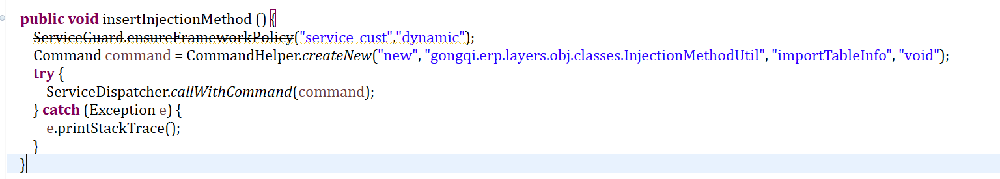 public void insertInjectionMethod () {
ServiceGuard.ensureFrameworkPolicy("service_cust","dynamic");
Command command = CommandHelper.createNew("new", "gongqi.erp.layers.obj.classes.InjectionMethodUtil", "importTableInfo", "void");
try {
ServiceDispatcher.callWithCommand(command);
} catch (Exception e) {
e.printStackTrace();
}
}